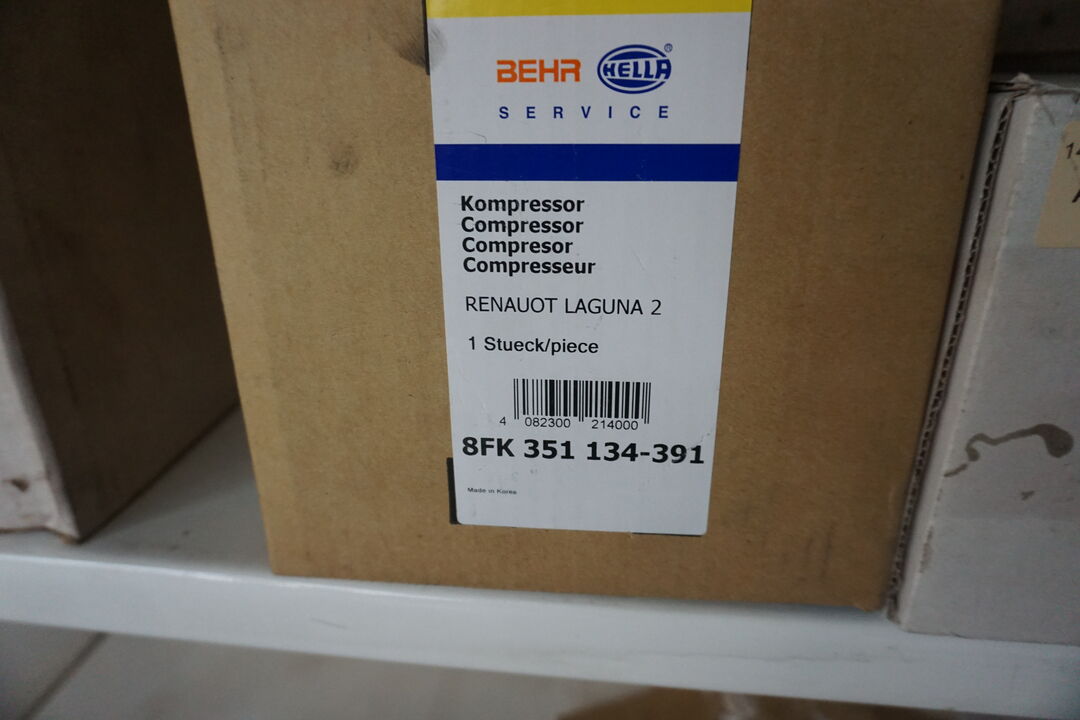 BEHR HELLA®
SERVICE
Kompressor
Compressor
Compresor
Compresseur
RENAUOT LAGUNA 2
1 Stueck/piece
4 082300 214000
8FK 351 134-391
Made in Korea